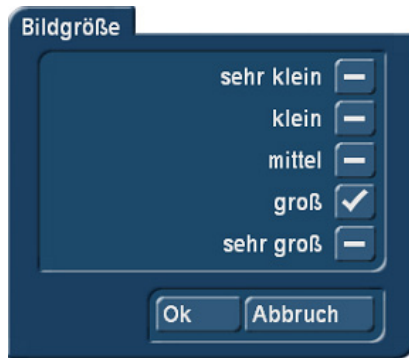 Bildgröße
sehr klein
klein
mittel
groß
sehr groß
Ok Abbruch